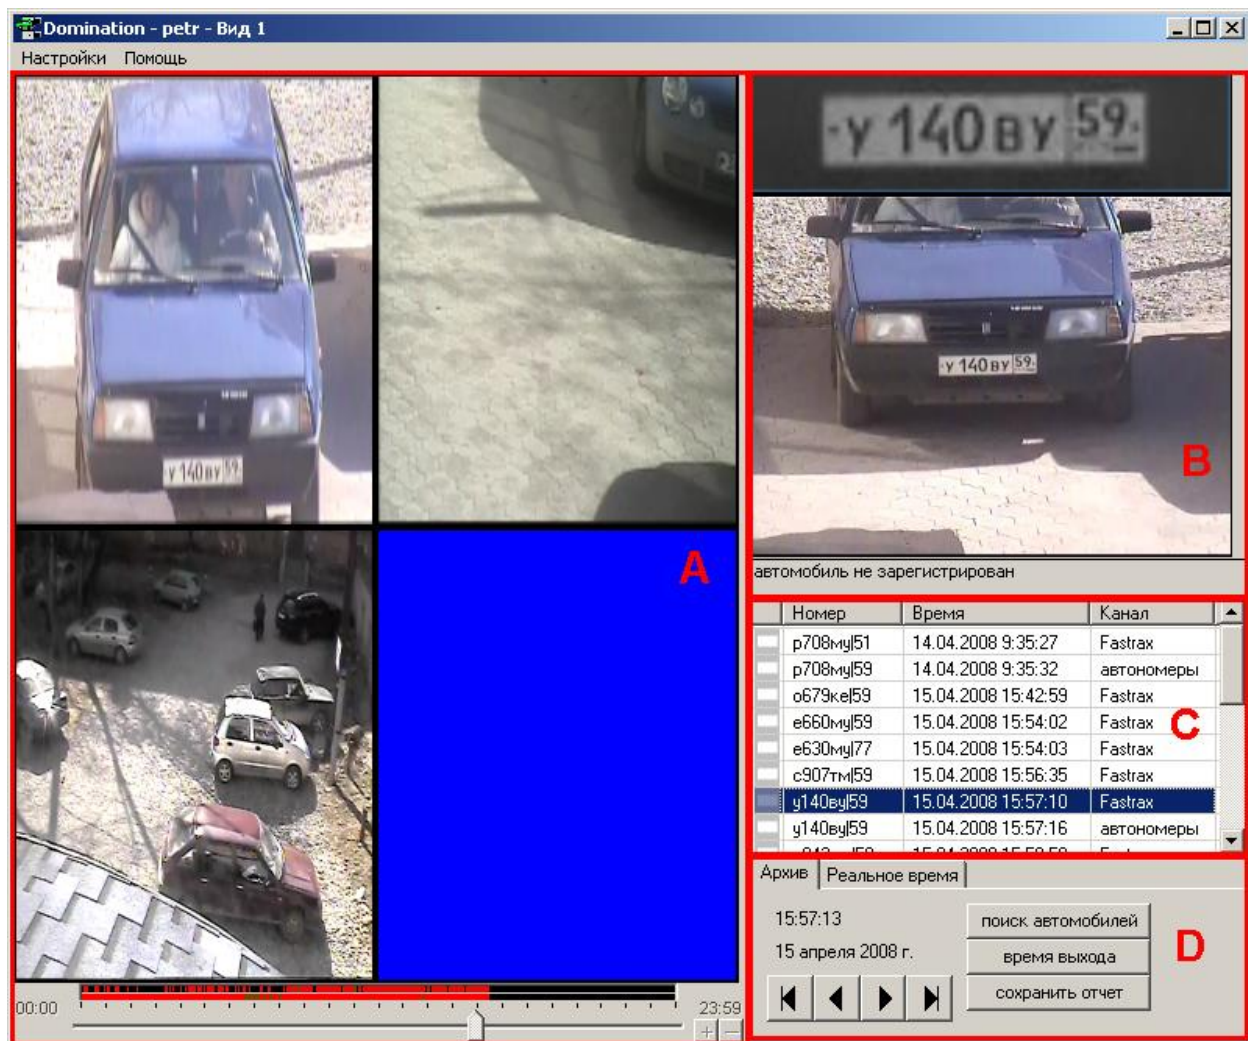 Domination - petr - Вид 1
Настройки Помощь
у 140 ву 59
у 140 ву 59
у 140 ву 59
A
B
автомобиль не зарегистрирован
Номер Время Канал
р708му|51 14.04.2008 9:35:27 Fastrax
р708му|59 14.04.2008 9:35:32 автономеры
о679ке|59 15.04.2008 15:42:59 Fastrax
е660му|59 15.04.2008 15:54:02 Fastrax
е630му|77 15.04.2008 15:54:03 Fastrax
с907тм|59 15.04.2008 15:56:35 Fastrax
у140ву|59 15.04.2008 15:57:10 Fastrax
у140ву|59 15.04.2008 15:57:16 автономеры
C
Архив Реальное время
15:57:13 поиск автомобилей
15 апреля 2008 г. время выхода
сохранить отчет
D
00:00 23:59
+ −